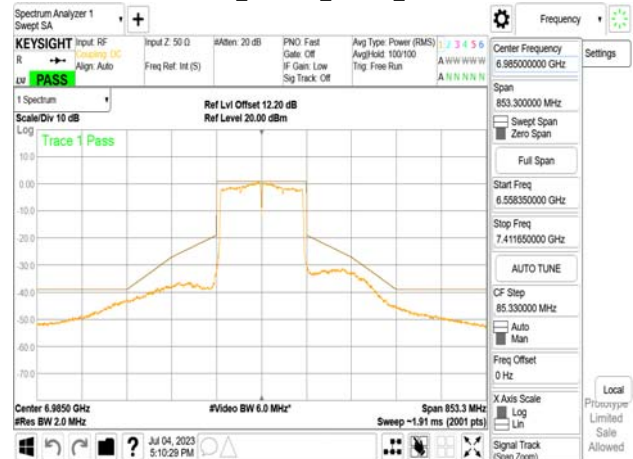 Spectrum Analyzer 1
Swept SA
+
Frequency
KEYSIGHT
R
LU PASS
Input: RF
Coupling: DC
Align: Auto
Input Z: 50 Ω
Freq Ref: Int (S)
#Atten: 20 dB
PNO: Fast
Gate: Off
IF Gain: Low
Sig Track: Off
Avg Type: Power (RMS)
Avg|Hold: 100/100
Trig: Free Run
1 2 3 4 5 6
A W W W W W
A N N N N N
1 Spectrum
Scale/Div 10 dB
Ref Lvl Offset 12.20 dB
Ref Level 20.00 dBm
Log
Trace 1 Pass
10.0
0.00
-10.0
-20.0
-30.0
-40.0
-50.0
-60.0
-70.0
Center 6.9850 GHz
#Res BW 2.0 MHz
#Video BW 6.0 MHz*
Span 853.3 MHz
Sweep ~1.91 ms (2001 pts)
Jul 04, 2023
5:10:29 PM
?
Center Frequency
6.985000000 GHz
Settings
Span
853.300000 MHz
Swept Span
Zero Span
Full Span
Start Freq
6.558350000 GHz
Stop Freq
7.411650000 GHz
AUTO TUNE
CF Step
85.330000 MHz
Auto
Man
Freq Offset
0 Hz
X Axis Scale
Log
Lin
Signal Track
(Span Zoom)
Local
Prototype
Limited
Sale
Allowed